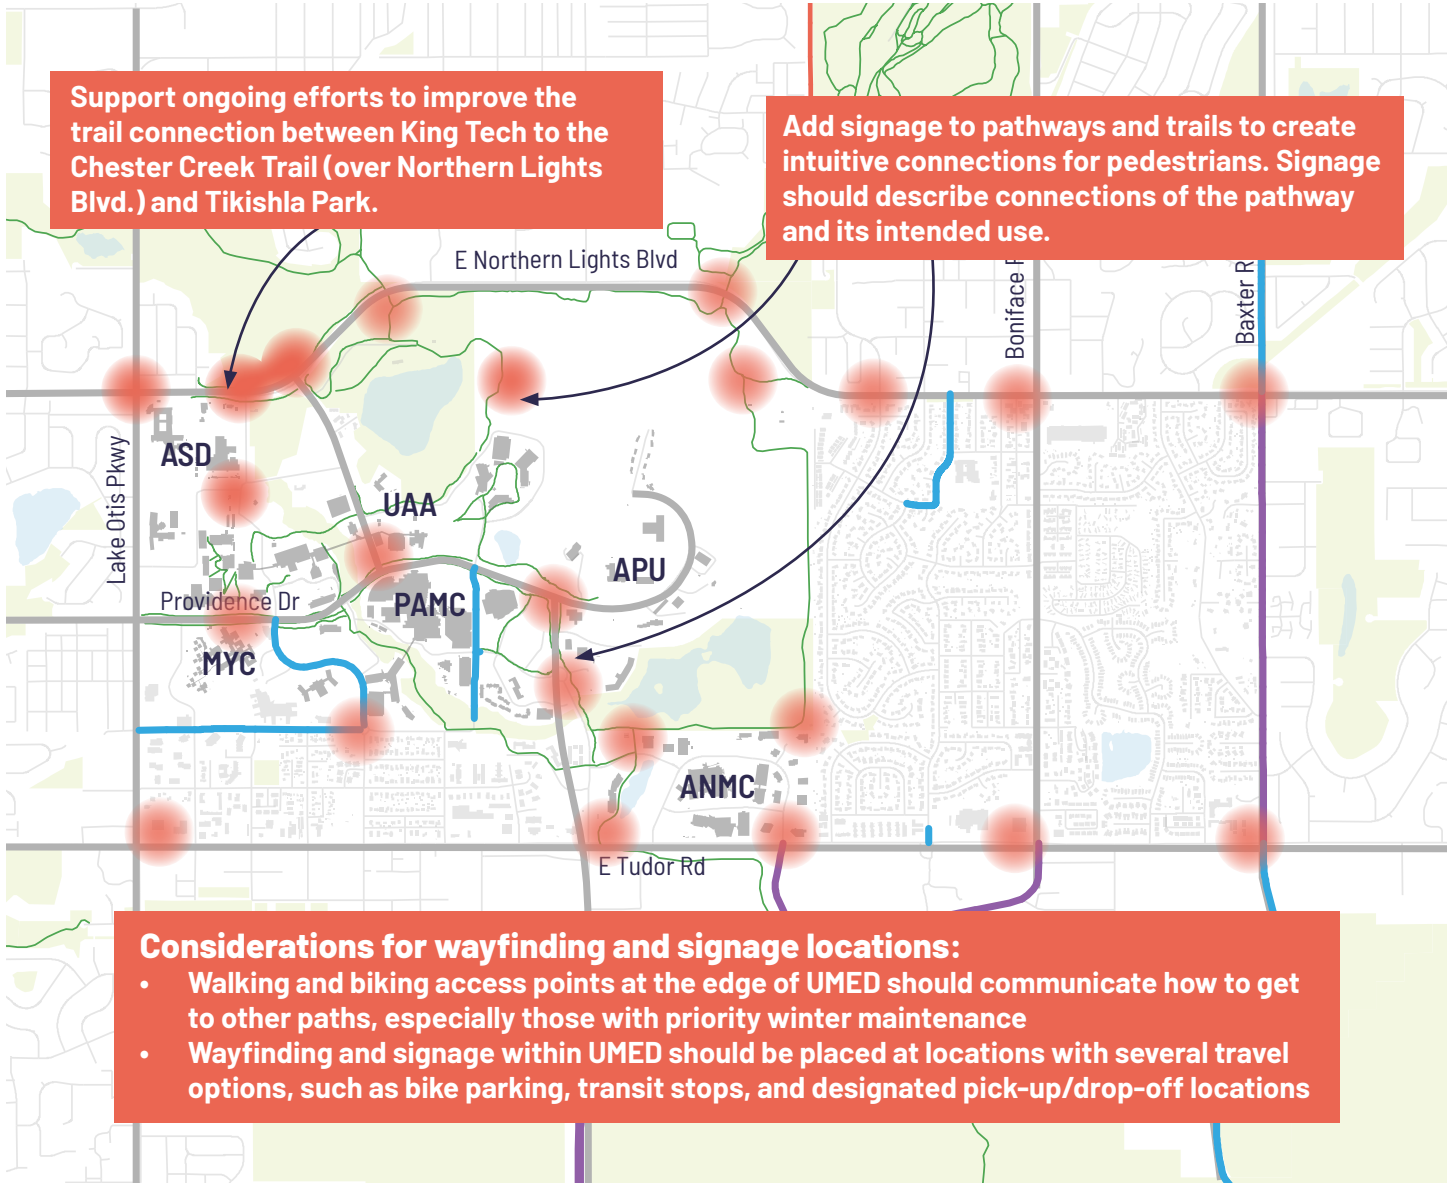 Support ongoing efforts to improve the
trail connection between King Tech to the
Chester Creek Trail (over Northern Lights
Blvd.) and Tikishla Park.
Add signage to pathways and trails to create
intuitive connections for pedestrians. Signage
should describe connections of the pathway
and its intended use.
E Northern Lights Blvd
Boniface
Baxter R
Lake Otis Pkwy
ASD
UAA
APU
Providence Dr
PAMC
MYC
ANMC
E Tudor Rd
Considerations for wayfinding and signage locations:
• Walking and biking access points at the edge of UMED should communicate how to get
to other paths, especially those with priority winter maintenance
• Wayfinding and signage within UMED should be placed at locations with several travel
options, such as bike parking, transit stops, and designated pick-up/drop-off locations